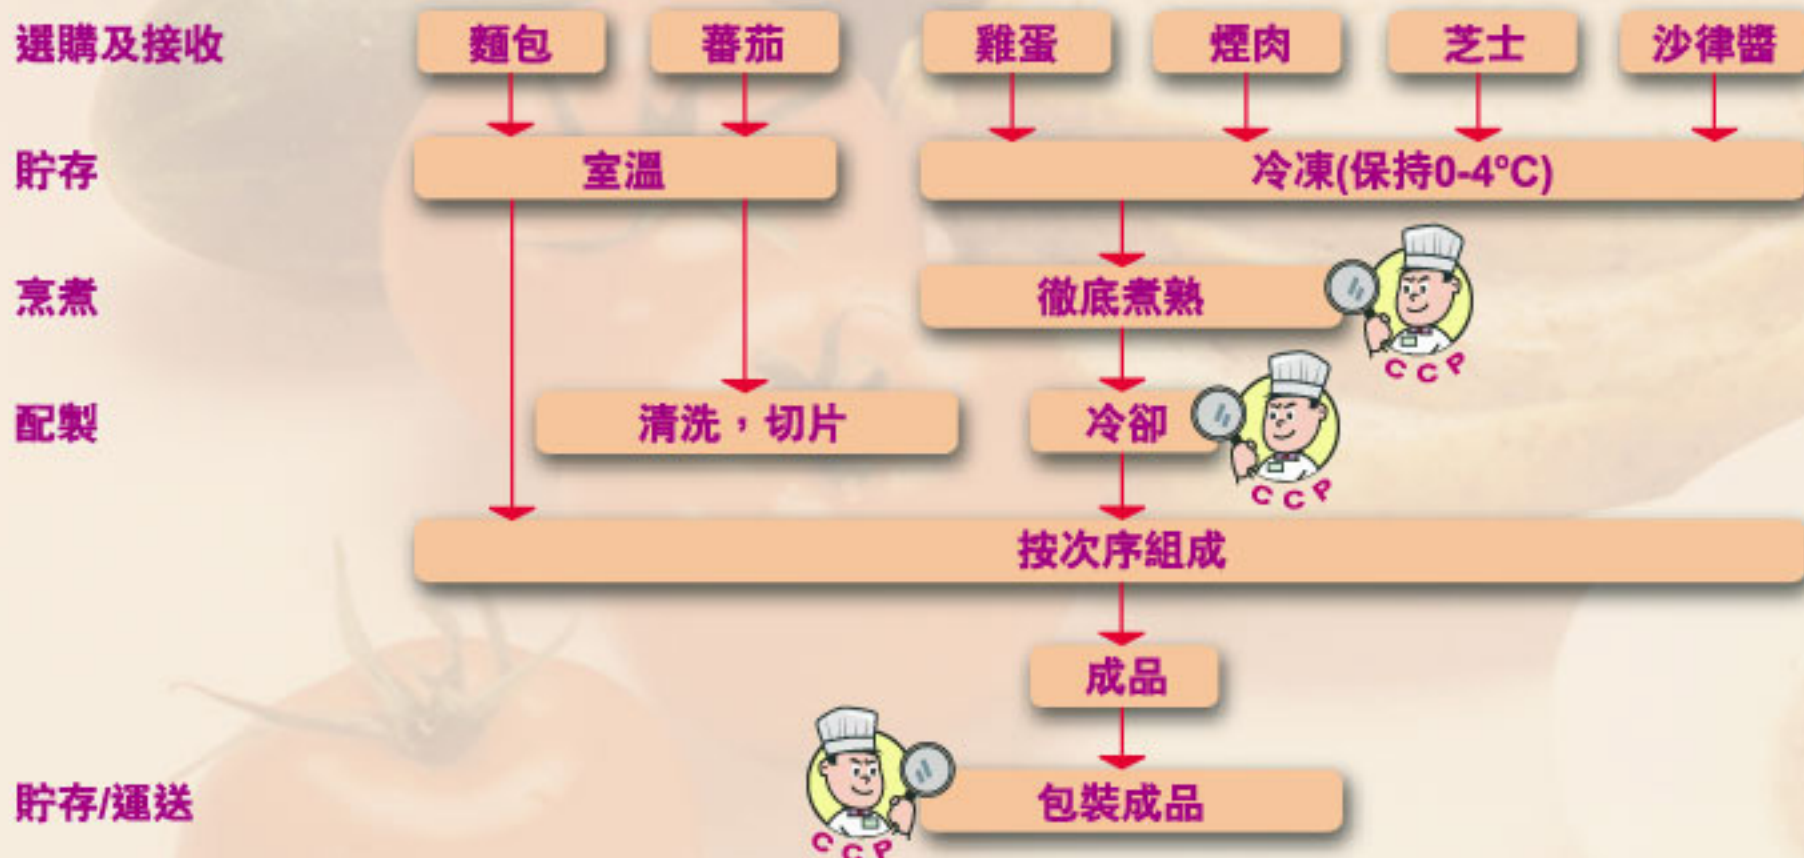 選購及接收
麵包
蕃茄
雞蛋
煙肉
芝士
沙律醬
貯存
室溫
冷凍(保持0-4°C)
烹煮
徹底煮熟
CCP
配製
清洗，切片
冷卻
CCP
按次序組成
成品
貯存/運送
包裝成品
CCP